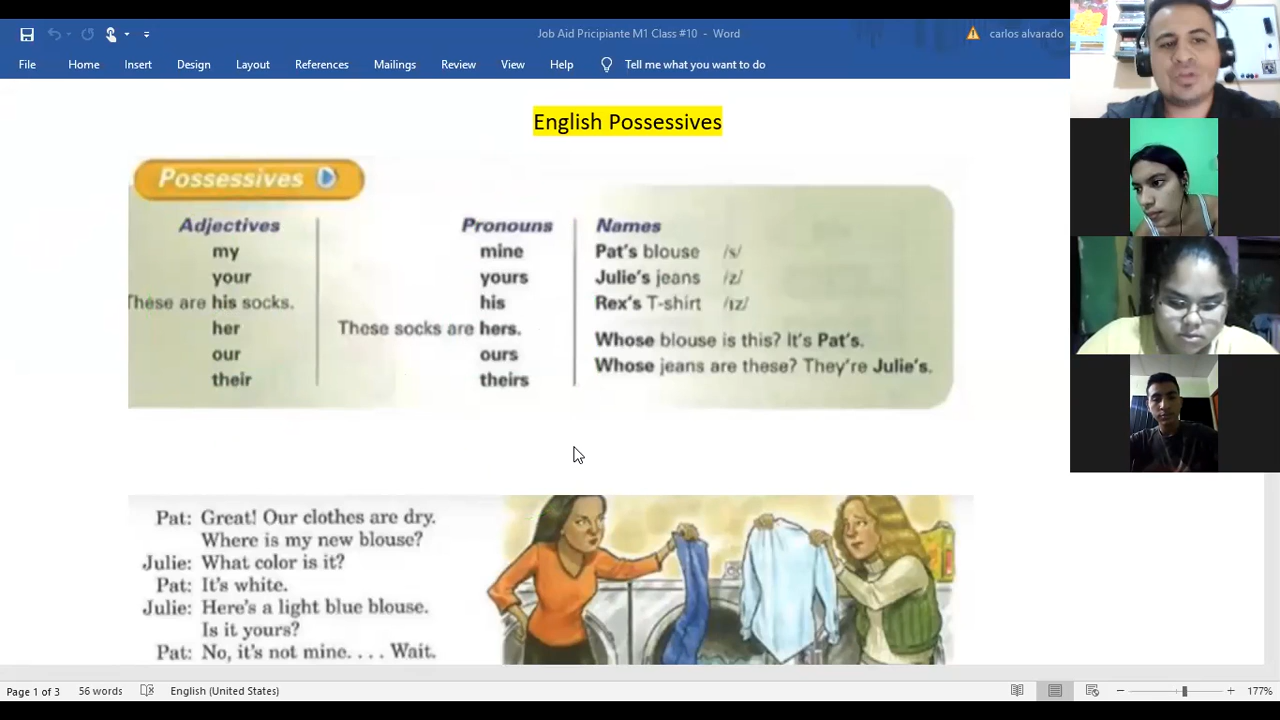 Job Aid Pricipiante M1 Class #10 - Word
carlos alvarado
File Home Insert Design Layout References Mailings Review View Help Tell me what you want to do
English Possessives
Possessives
Adjectives Pronouns Names
my mine Pat's blouse /s/
your yours Julie's jeans /z/
These are his socks. his Rex's T-shirt /ɪz/
her These socks are hers.
Whose blouse is this? It's Pat's.
our ours
Whose jeans are these? They're Julie's.
their theirs
Pat: Great! Our clothes are dry.
Where is my new blouse?
Julie: What color is it?
Pat: It's white.
Julie: Here's a light blue blouse.
Is it yours?
Pat: No, it's not mine. . . . Wait.
Page 1 of 3 56 words English (United States) 177%